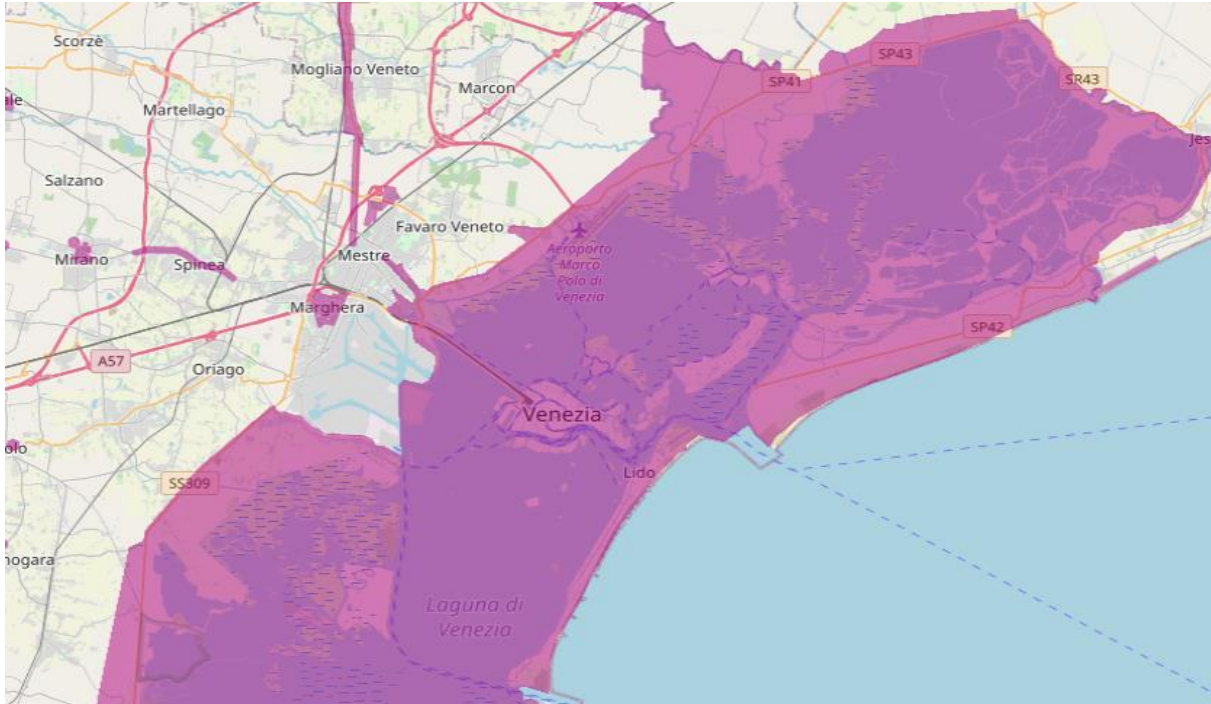 Scorzè
Mogliano Veneto
Marcon
SP43
SP41
SR43
Martellago
Jes
Salzano
Favaro Veneto
Mestre
Aeroporto
Marco
Polo di
Venezia
Mirano
Spinea
Marghera
SP42
A57
Oriago
Venezia
olo
Lido
SS309
nogara
Laguna di
Venezia